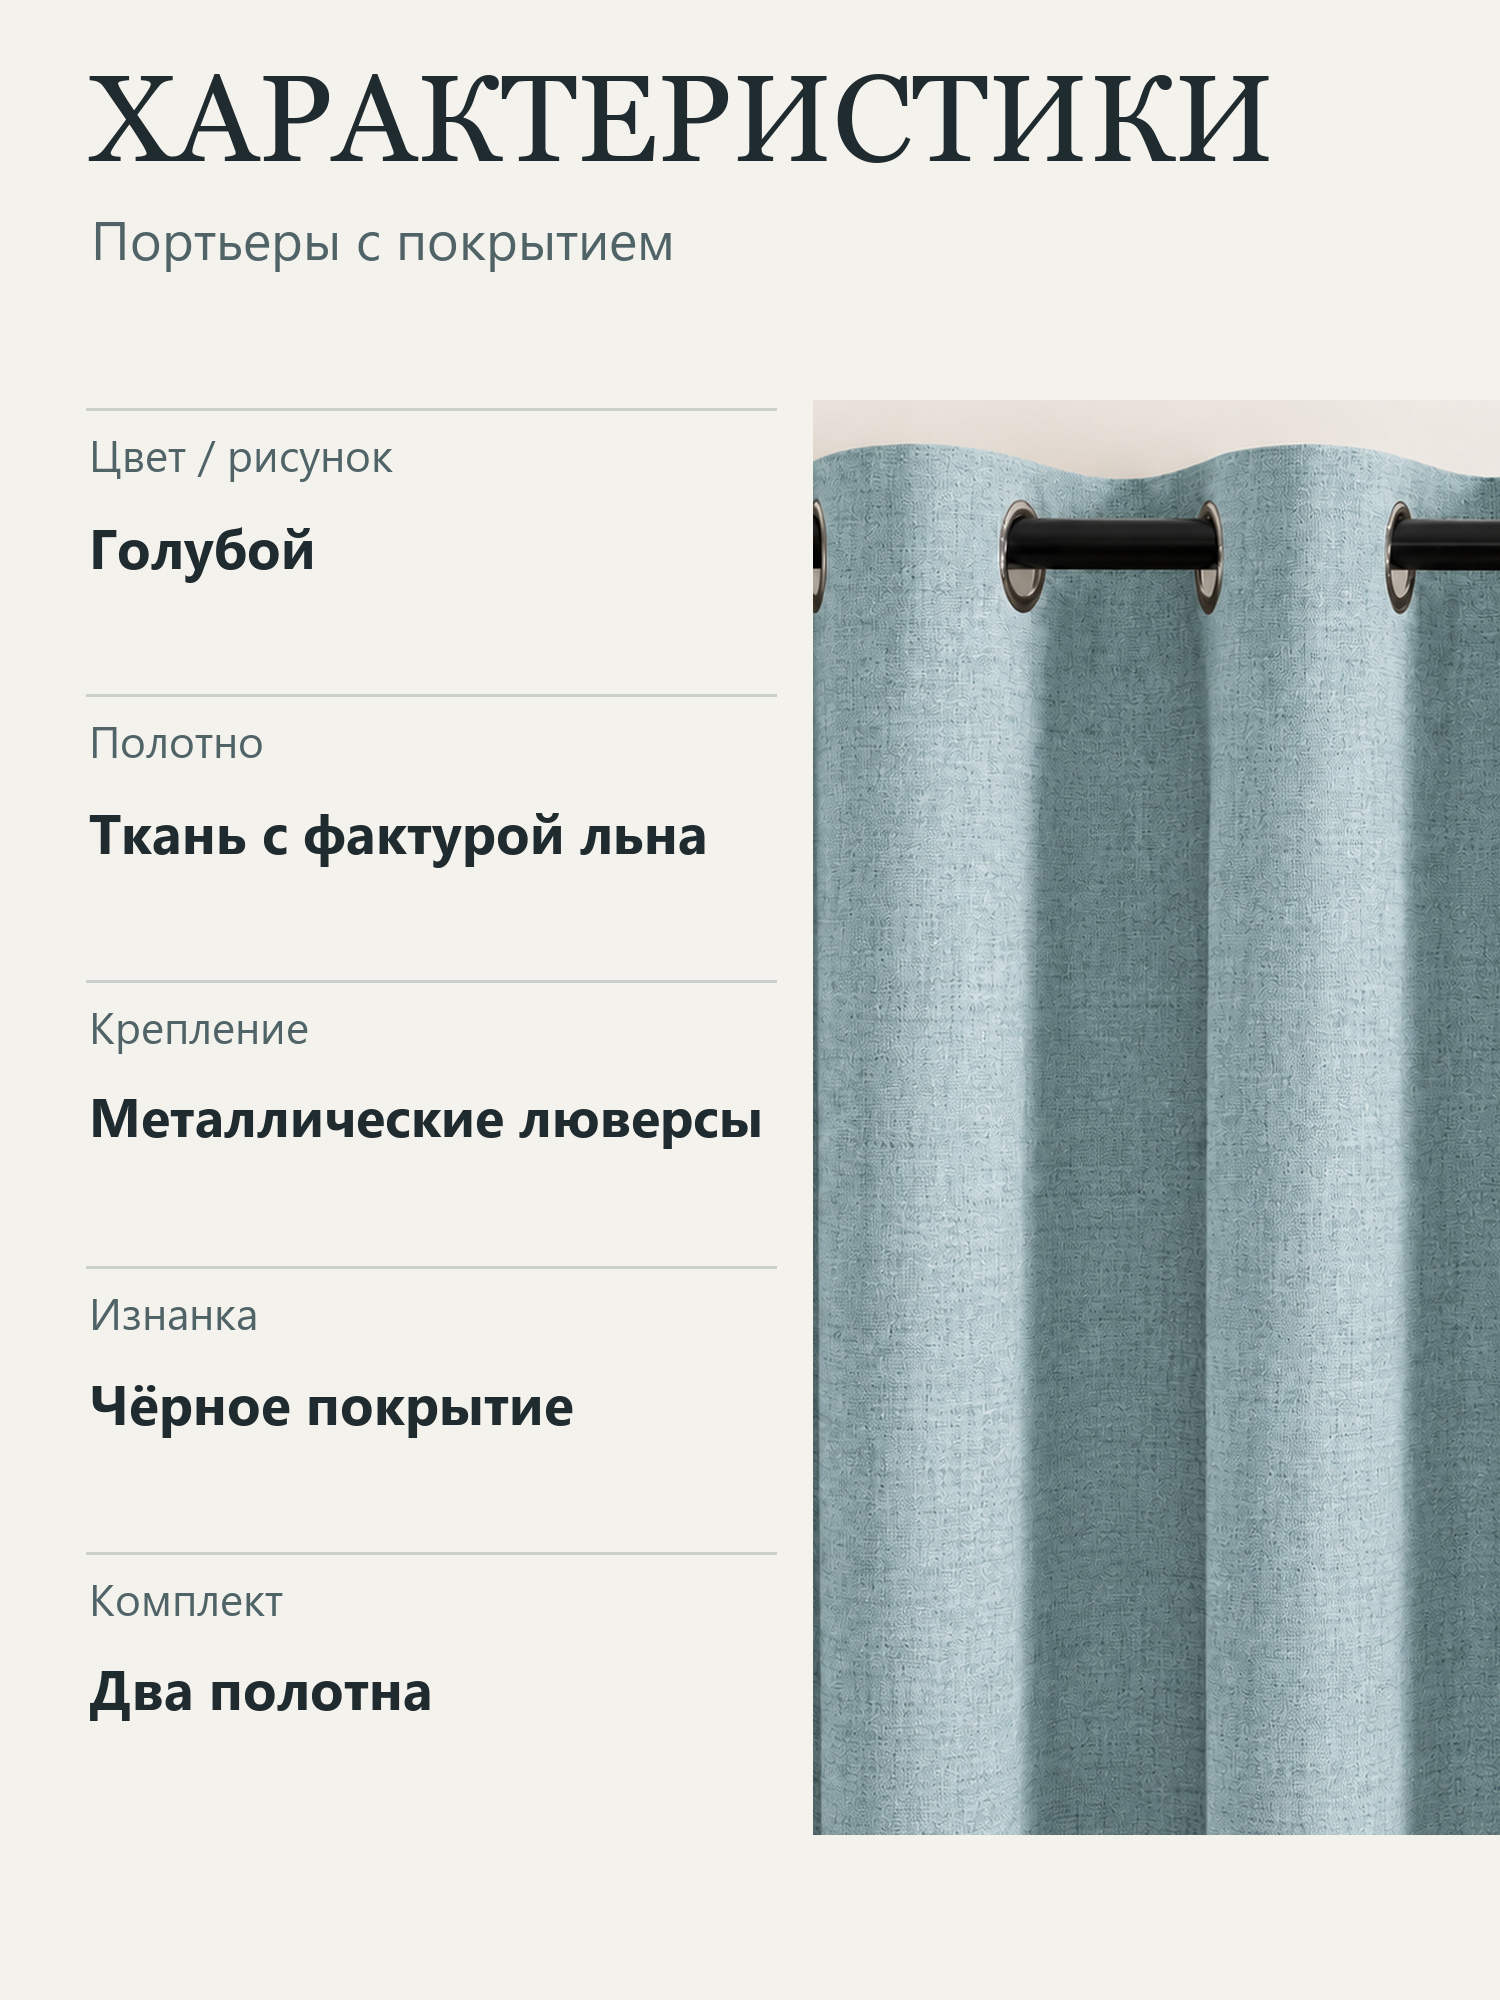 ХАРАКТЕРИСТИКИ
Портьеры с покрытием
Цвет / рисунок
Голубой
Полотно
Ткань с фактурой льна
Крепление
Металлические люверсы
Изнанка
Чёрное покрытие
Комплект
Два полотна